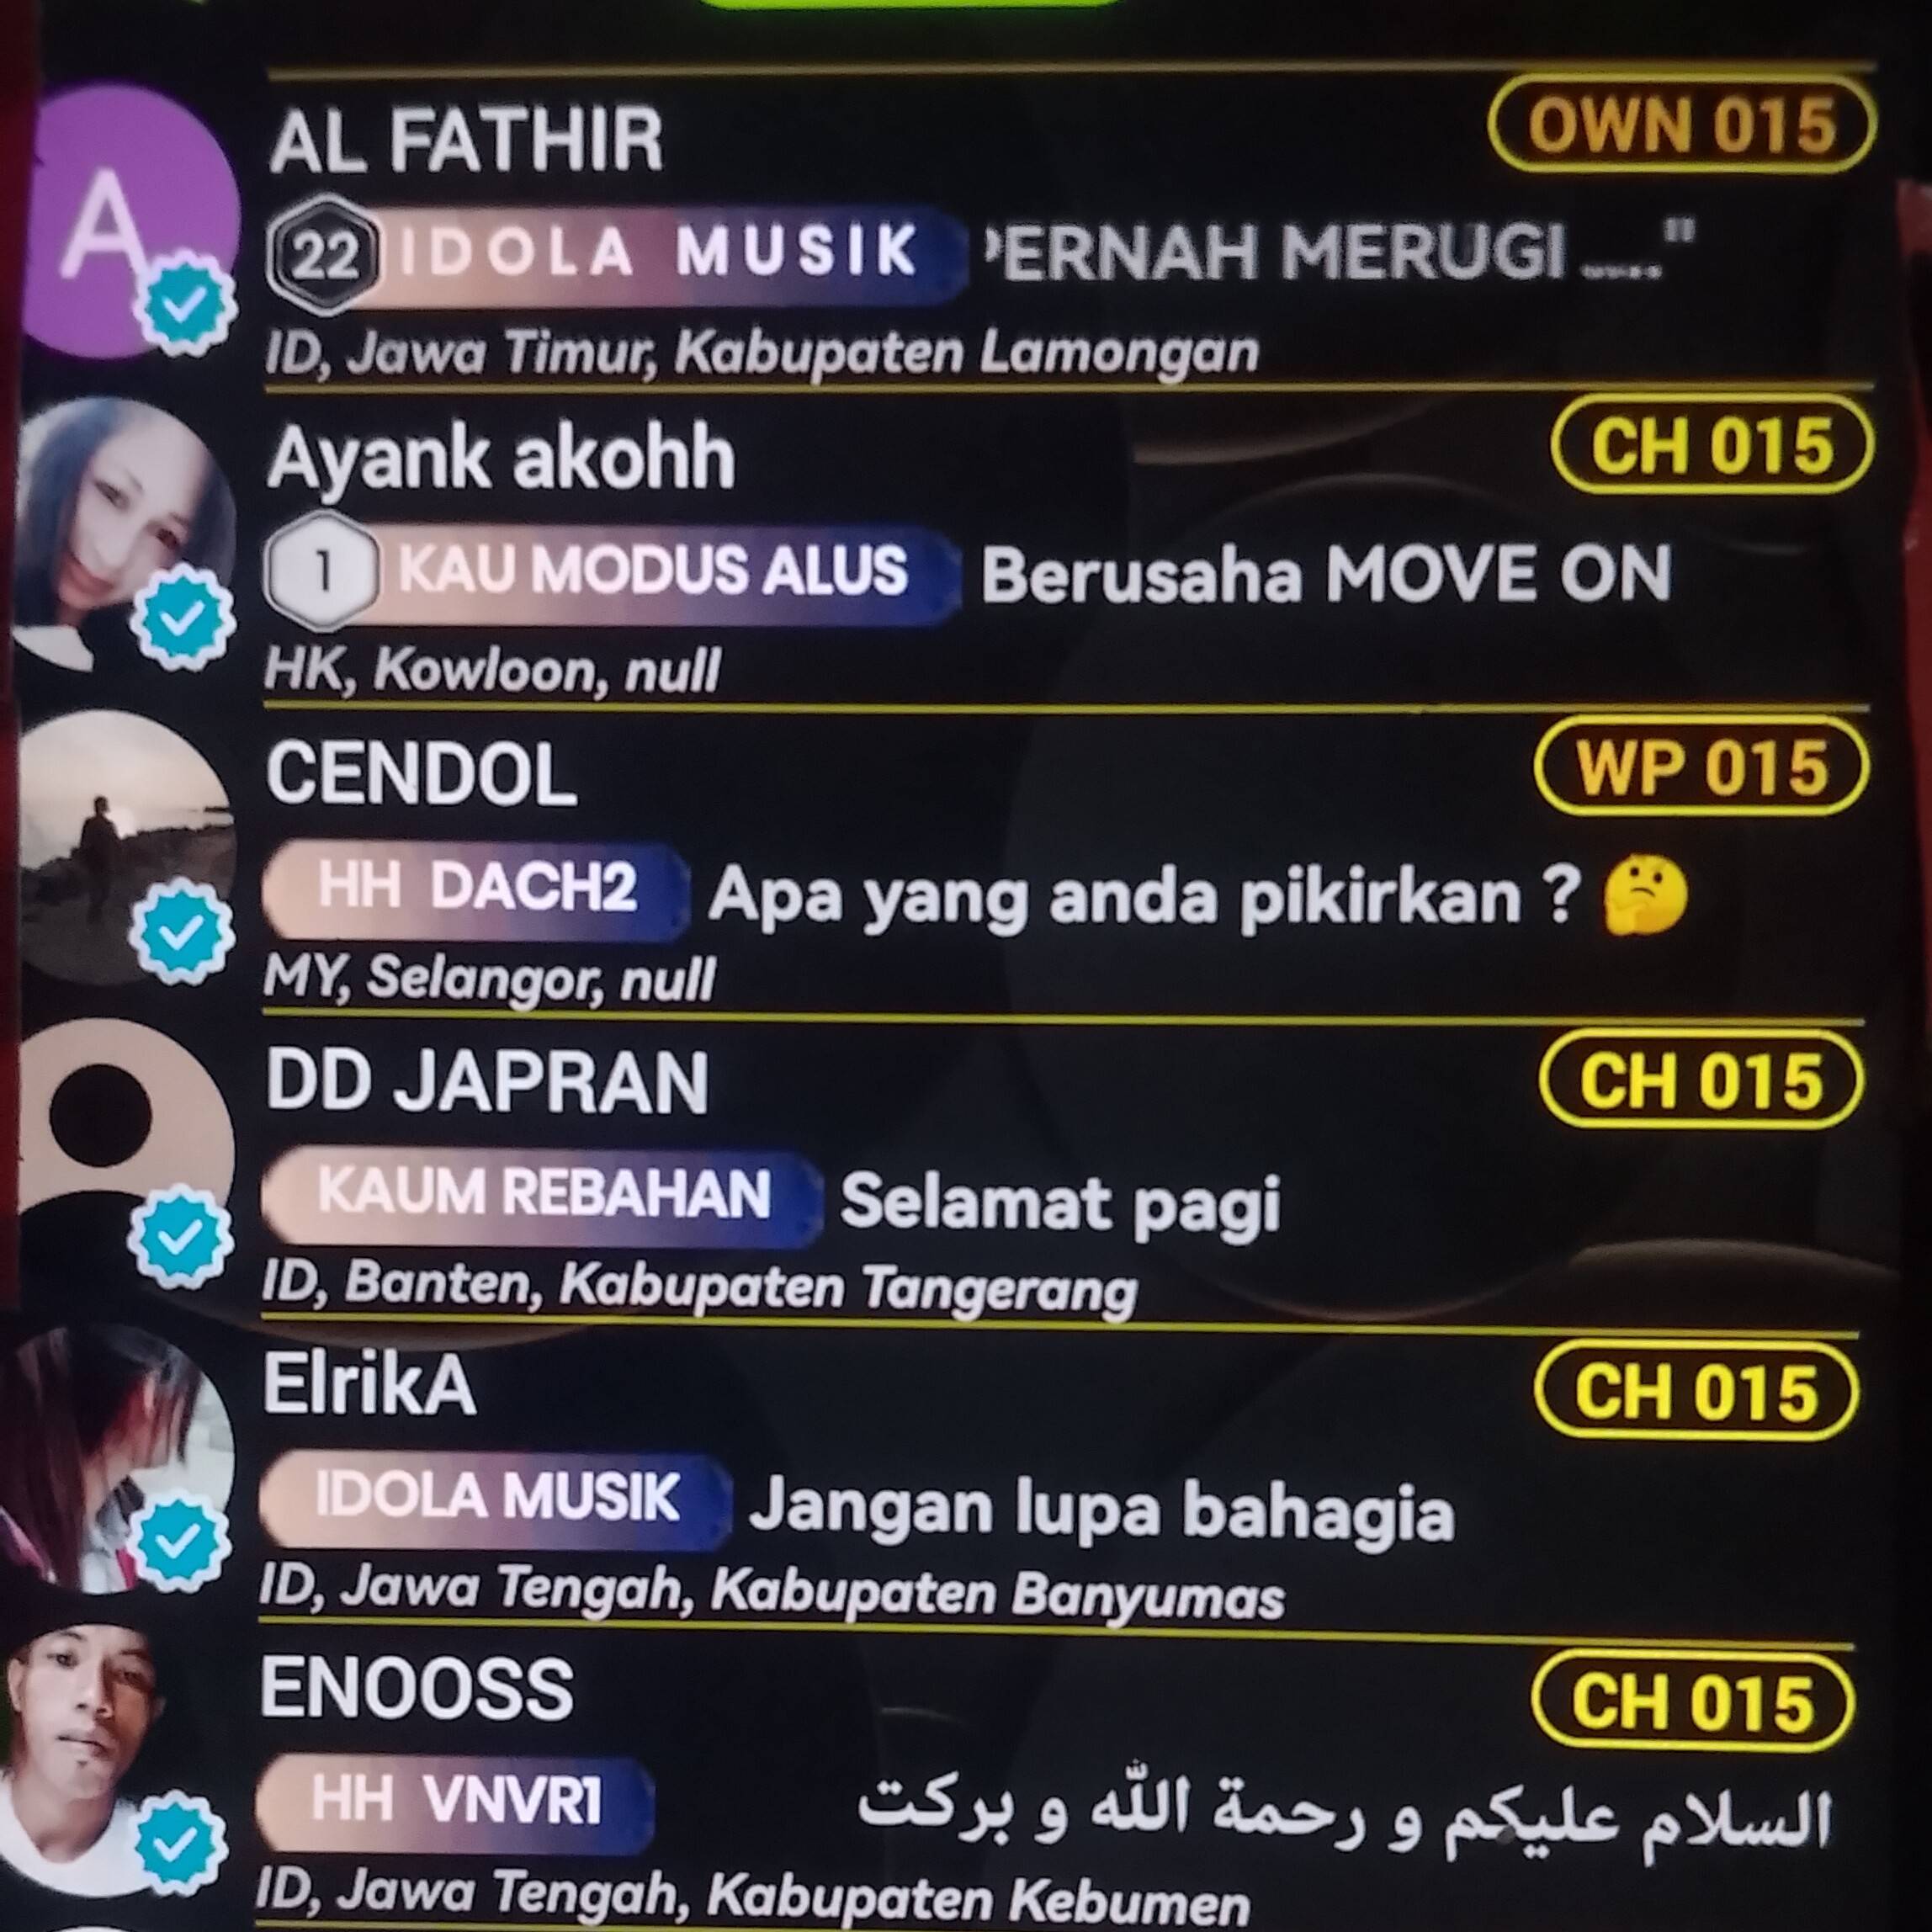 AL FATHIR
OWN 015
22 IDOLA MUSIK ERNAH MERUGI ......"
ID, Jawa Timur, Kabupaten Lamongan
Ayank akohh
CH 015
1 KAU MODUS ALUS Berusaha MOVE ON
HK, Kowloon, null
CENDOL
WP 015
HH DACH2 Apa yang anda pikirkan ? 🤔
MY, Selangor, null
DD JAPRAN
CH 015
KAUM REBAHAN Selamat pagi
ID, Banten, Kabupaten Tangerang
ElrikA
CH 015
IDOLA MUSIK Jangan lupa bahagia
ID, Jawa Tengah, Kabupaten Banyumas
ENOOSS
CH 015
HH VNVR1 السلام عليكم و رحمة الله و بركت
ID, Jawa Tengah, Kabupaten Kebumen
A